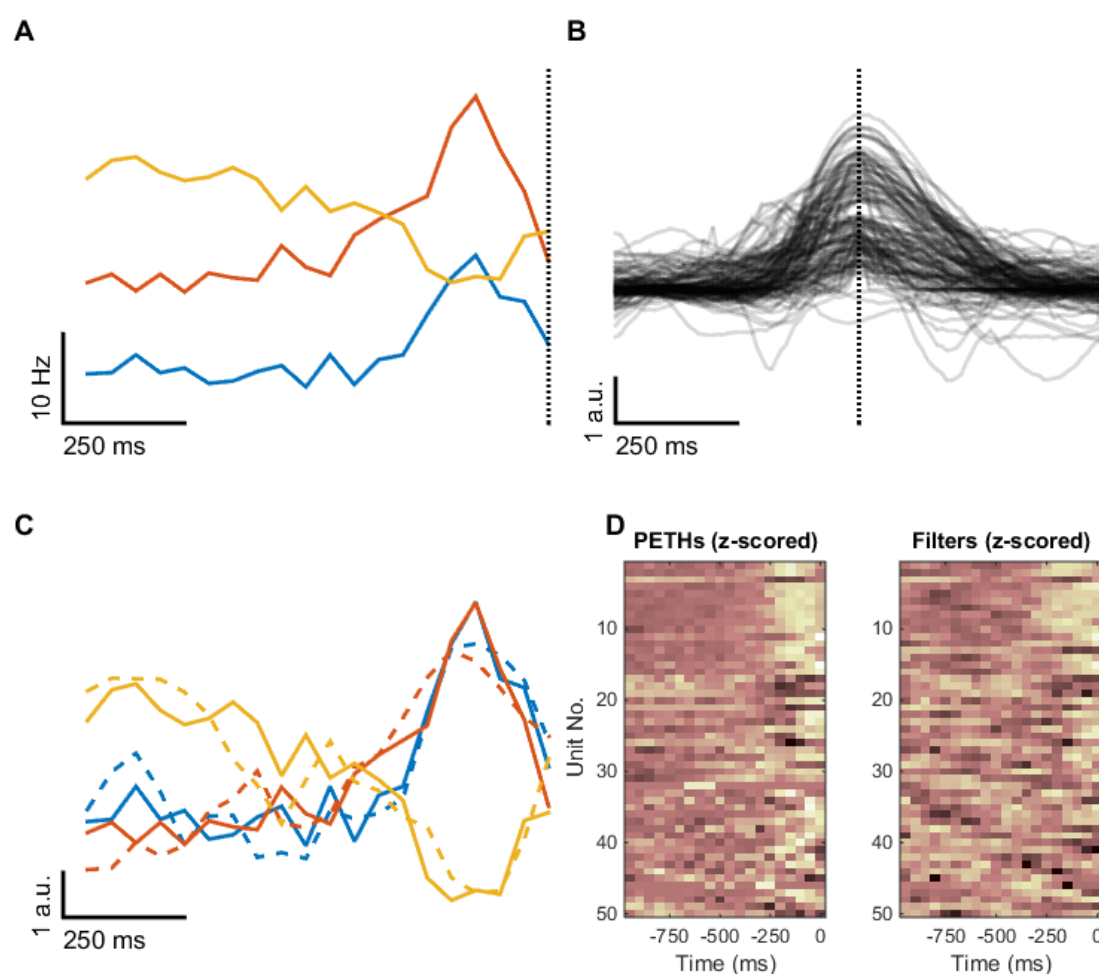 A
10 Hz
250 ms
B
1 a.u.
250 ms
C
1 a.u.
250 ms
D
PETHs (z-scored)
Unit No.
10
20
30
40
50
-750 -500 -250 0
Time (ms)
Filters (z-scored)
10
20
30
40
50
-750 -500 -250 0
Time (ms)